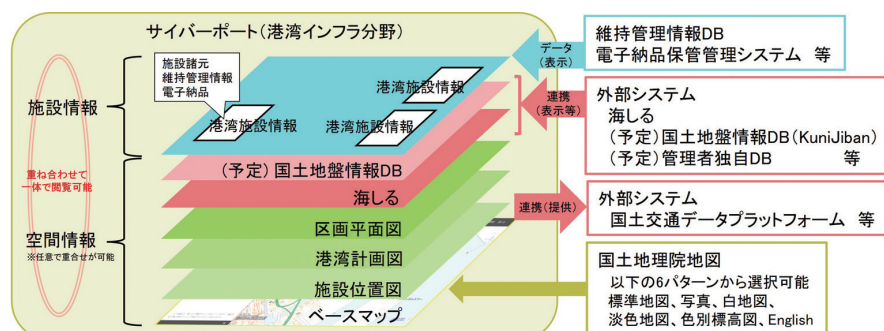 サイバーポート(港湾インフラ分野)
施設諸元
維持管理情報
電子納品
港湾施設情報
港湾施設情報
港湾施設情報
施設情報
重ね合わせて
一体で閲覧可能
空間情報
※任意で重合せが可能
(予定)国土地盤情報DB
海しる
区画平面図
港湾計画図
施設位置図
ベースマップ
データ
(表示)
維持管理情報DB
電子納品保管管理システム 等
連携
(表示等)
外部システム
海しる
(予定)国土地盤情報DB(KuniJiban)
(予定)管理者独自DB 等
連携(提供)
外部システム
国土交通データプラットフォーム 等
国土地理院地図
以下の6パターンから選択可能
標準地図、写真、白地図、
淡色地図、色別標高図、English